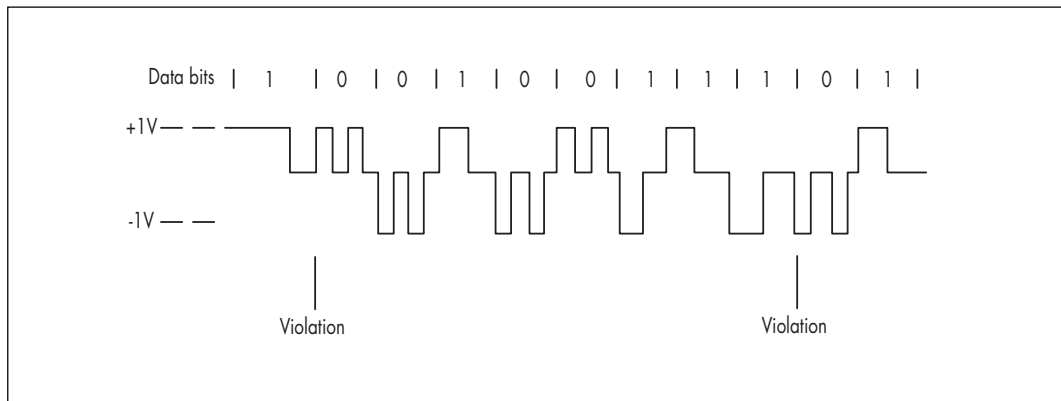 Data bits | 1 | 0 | 0 | 1 | 0 | 0 | 1 | 1 | 1 | 0 | 1 |
+1V
-1V
Violation Violation